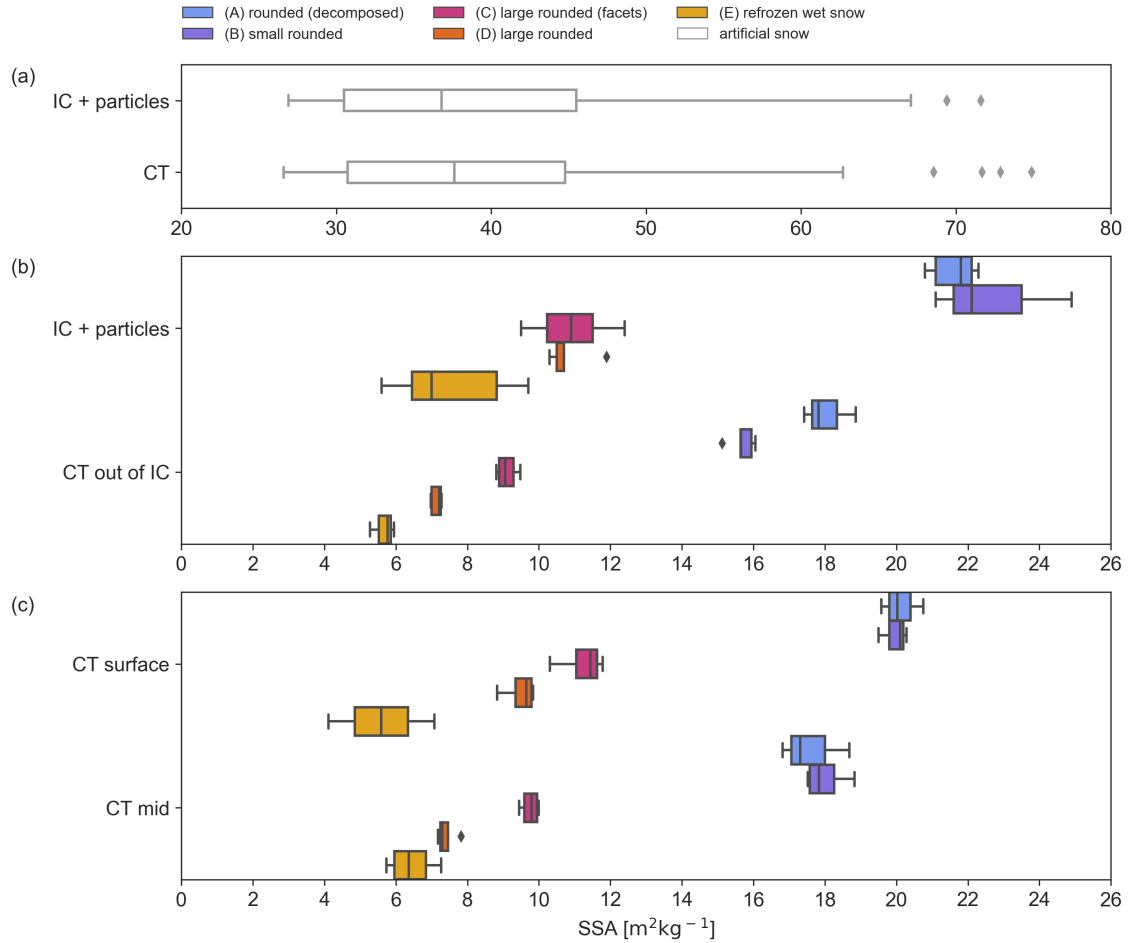 (A) rounded (decomposed) (C) large rounded (facets) (E) refrozen wet snow
(B) small rounded (D) large rounded artificial snow
(a)
IC + particles
CT
20 30 40 50 60 70 80
(b)
IC + particles
CT out of IC
0 2 4 6 8 10 12 14 16 18 20 22 24 26
(c)
CT surface
CT mid
0 2 4 6 8 10 12 14 16 18 20 22 24 26
SSA [m²kg⁻¹]